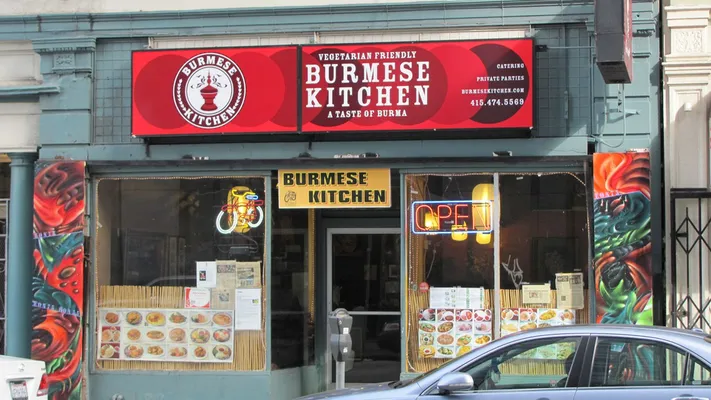 BURMESE
KITCHEN
VEGETARIAN FRIENDLY
BURMESE
KITCHEN
A TASTE OF BURMA
CATERING
PRIVATE PARTIES
BURMESEKITCHEN.COM
415.474.5569
BURMESE
KITCHEN
OPEN